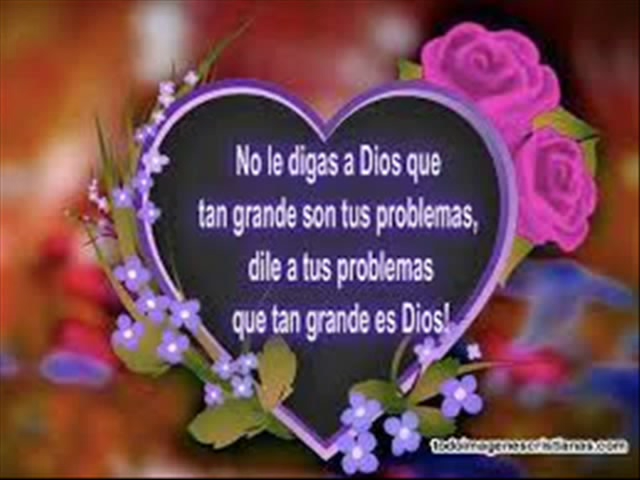 No le digas a Dios que
tan grande son tus problemas,
dile a tus problemas
que tan grande es Dios!
todoimagenescristianas.com